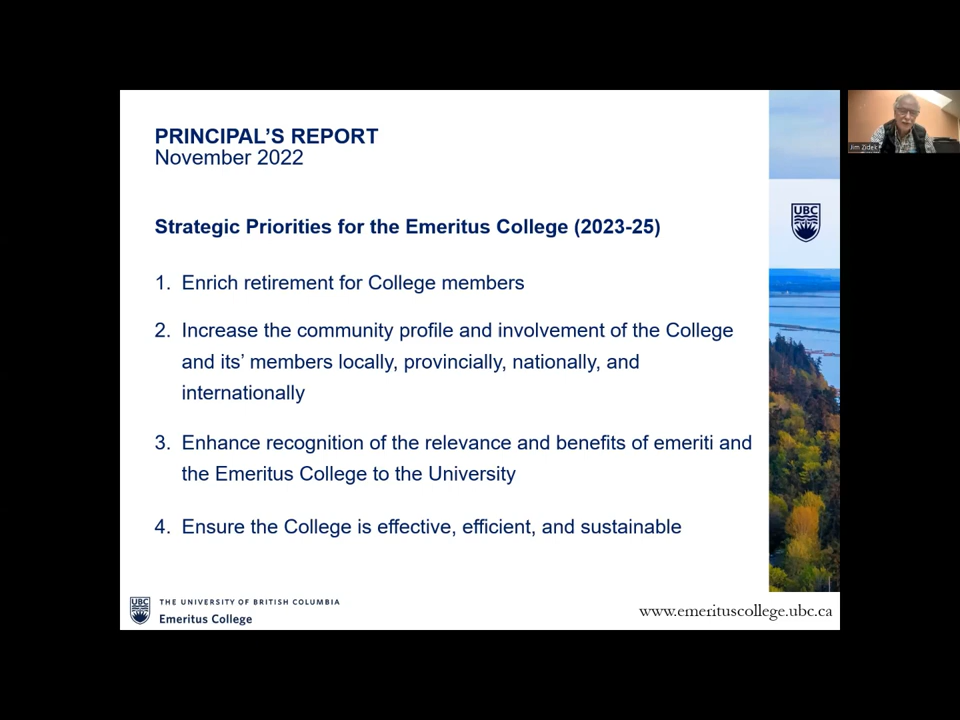 PRINCIPAL'S REPORT
November 2022
Strategic Priorities for the Emeritus College (2023-25)
1. Enrich retirement for College members
2. Increase the community profile and involvement of the College
and its’ members locally, provincially, nationally, and
internationally
3. Enhance recognition of the relevance and benefits of emeriti and
the Emeritus College to the University
4. Ensure the College is effective, efficient, and sustainable
UBC
Jim Zidek
UBC
THE UNIVERSITY OF BRITISH COLUMBIA
Emeritus College
www.emerituscollege.ubc.ca